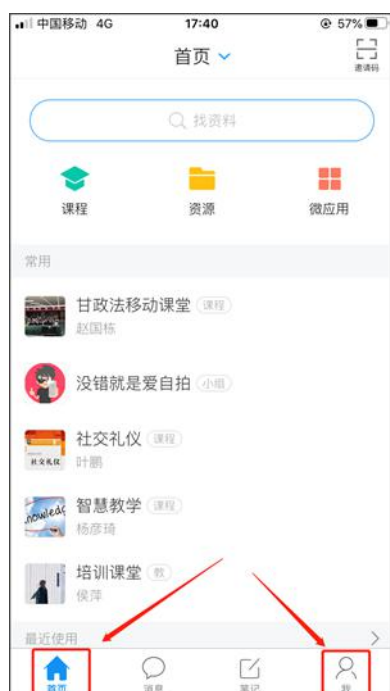 中国移动 4G 17:40 57%
首页
邀请码
找资料
课程 资源 微应用
常用
甘政法移动课堂 课程
赵国栋
没错就是爱自拍 小组
社交礼仪 课程
叶鹏
智慧教学 课程
杨彦琦
培训课堂 教
侯萍
最近使用
首页 消息 笔记 我